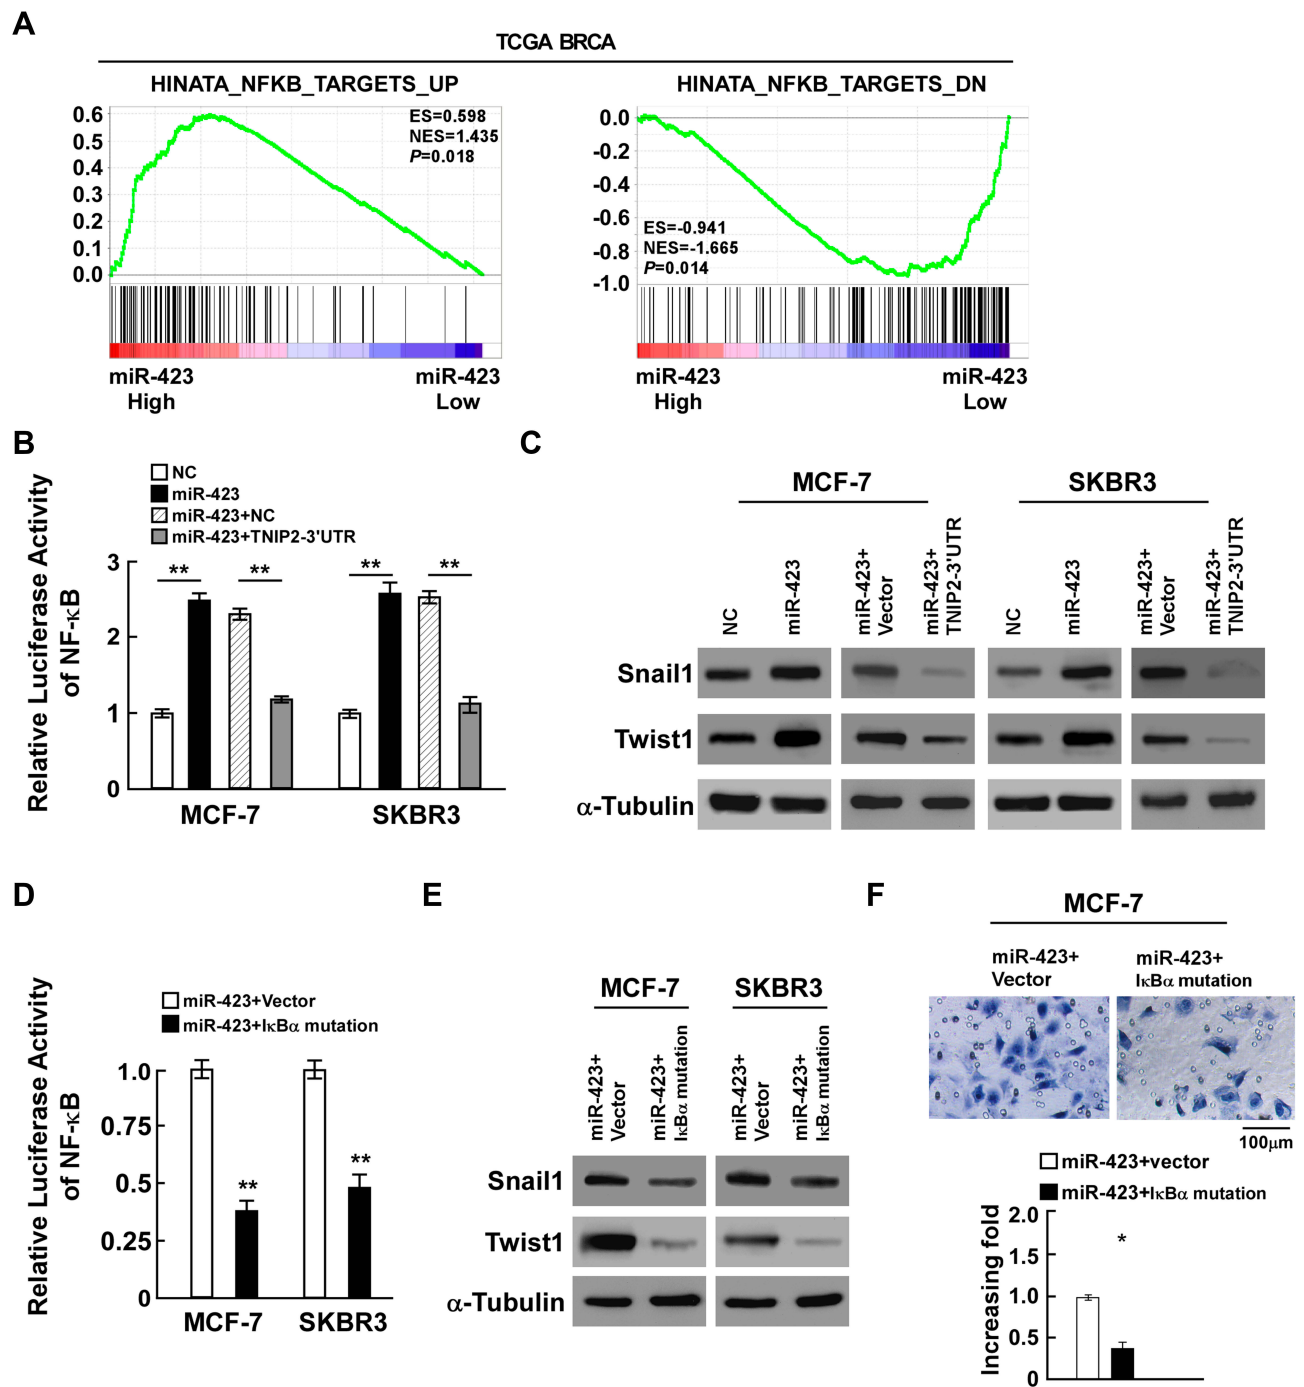 A
TCGA BRCA
HINATA_NFKB_TARGETS_UP
0.6
0.5
0.4
0.3
0.2
0.1
0.0
ES=0.598
NES=1.435
P=0.018
miR-423
High
miR-423
Low
HINATA_NFKB_TARGETS_DN
0.0
-0.2
-0.4
-0.6
-0.8
-1.0
ES=-0.941
NES=-1.665
P=0.014
miR-423
High
miR-423
Low
B
NC
miR-423
miR-423+NC
miR-423+TNIP2-3'UTR
Relative Luciferase Activity
of NF-κB
3
2
1
0
**
**
**
**
MCF-7
SKBR3
C
MCF-7
SKBR3
NC
miR-423
miR-423+
Vector
miR-423+
TNIP2-3'UTR
NC
miR-423
miR-423+
Vector
miR-423+
TNIP2-3'UTR
Snail1
Twist1
α-Tubulin
D
miR-423+Vector
miR-423+IκBα mutation
Relative Luciferase Activity
of NF-κB
1.0
0.75
0.5
0.25
0
**
**
MCF-7
SKBR3
E
MCF-7
SKBR3
miR-423+
Vector
miR-423+
IκBα mutation
miR-423+
Vector
miR-423+
IκBα mutation
Snail1
Twist1
α-Tubulin
F
MCF-7
miR-423+
Vector
miR-423+
IκBα mutation
100μm
miR-423+vector
miR-423+IκBα mutation
Increasing fold
2.0
1.5
1.0
0.5
0
*